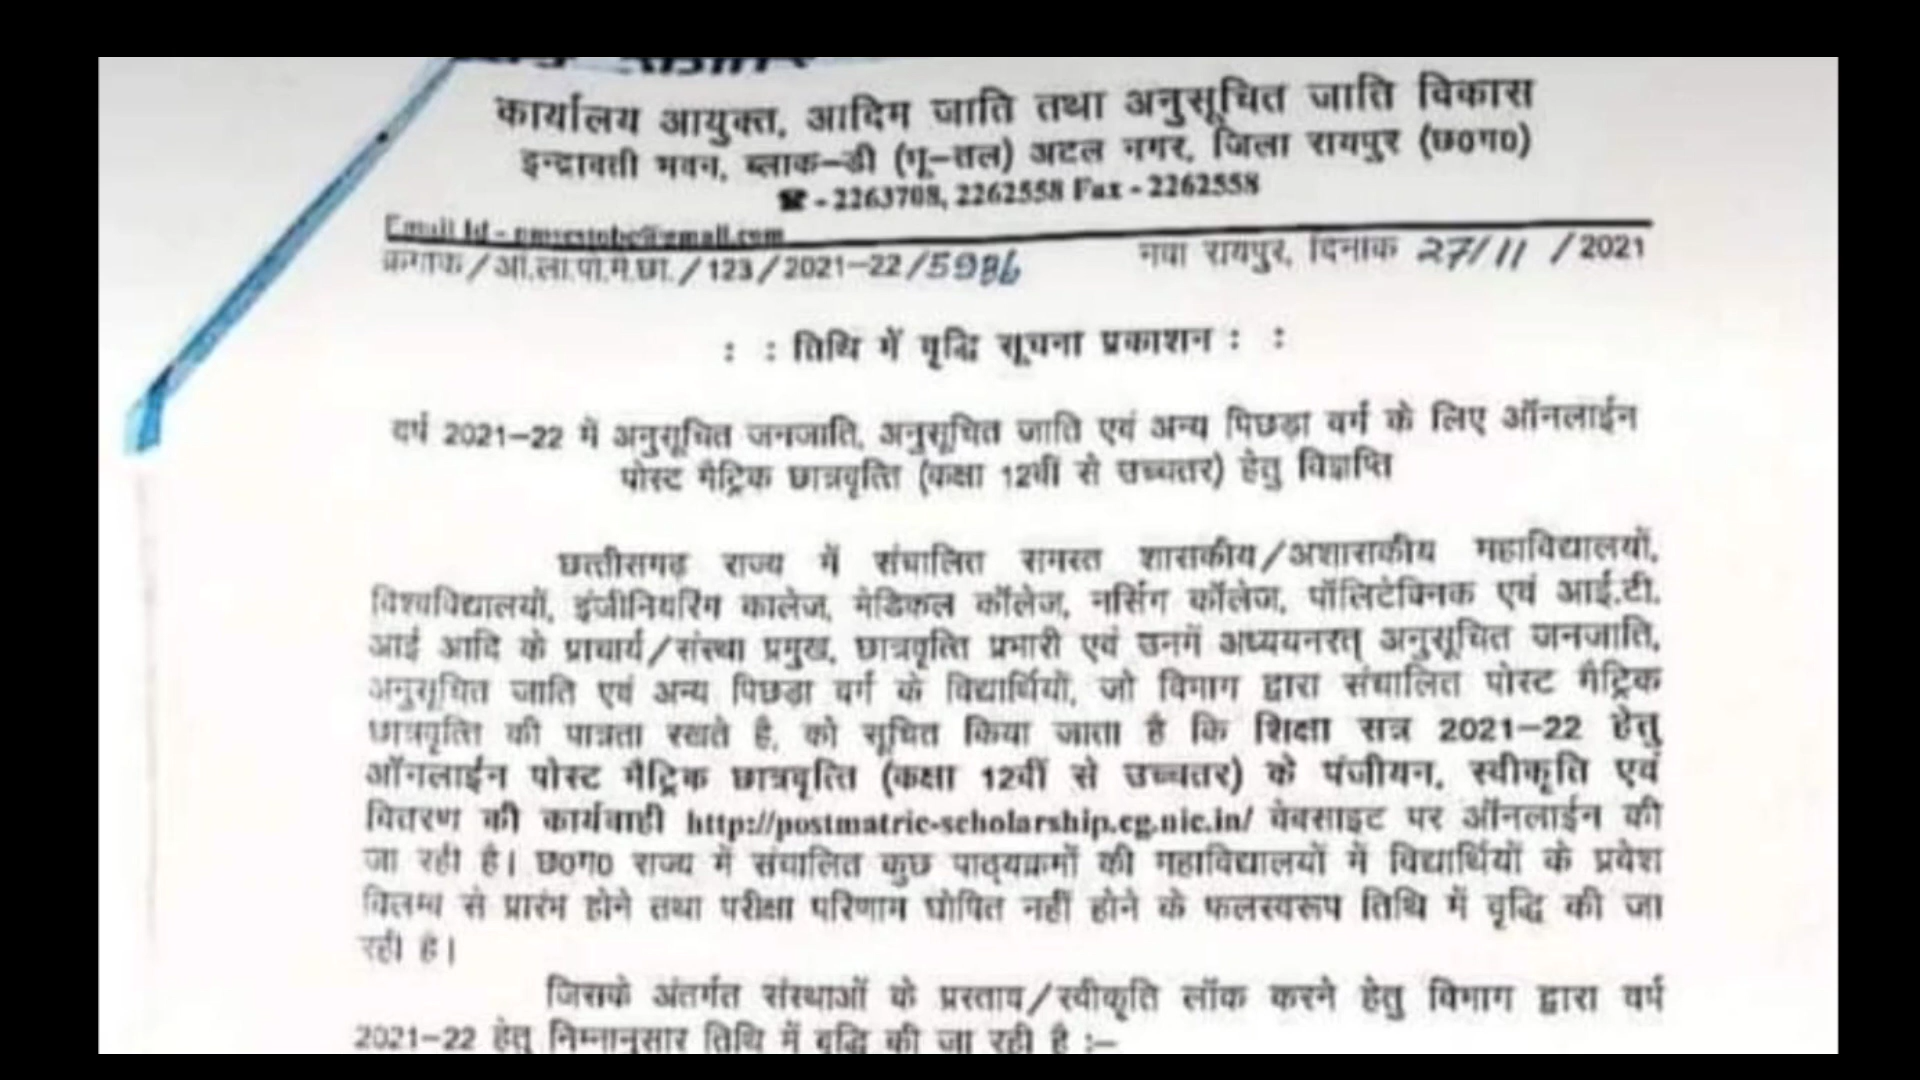 कार्यालय आयुक्त, आदिम जाति तथा अनुसूचित जाति विकास
इन्द्रावती भवन, ब्लाक–डी (भू–तल) अटल नगर, जिला रायपुर (छ0ग0)
☎ - 2263708, 2262558 Fax - 2262558
Email Id -
क्रमांक/ऑ.ला.पो.मै.छा./123/2021–22/5986 नवा रायपुर, दिनांक 27/11 /2021
: : तिथि में वृद्धि सूचना प्रकाशन : :
वर्ष 2021–22 में अनुसूचित जनजाति, अनुसूचित जाति एवं अन्य पिछड़ा वर्ग के लिए ऑनलाईन
पोस्ट मैट्रिक छात्रवृत्ति (कक्षा 12वीं से उच्चतर) हेतु विज्ञप्ति
छत्तीसगढ़ राज्य में संचालित समस्त शासकीय/अशासकीय महाविद्यालयों,
विश्वविद्यालयों, इंजीनियरिंग कालेज, मेडिकल कॉलेज, नर्सिंग कॉलेज, पॉलिटेक्निक एवं आई.टी.
आई आदि के प्राचार्य/संस्था प्रमुख, छात्रवृत्ति प्रभारी एवं उनमें अध्ययनरत् अनुसूचित जनजाति,
अनुसूचित जाति एवं अन्य पिछड़ा वर्ग के विद्यार्थियों, जो विभाग द्वारा संचालित पोस्ट मैट्रिक
छात्रवृत्ति की पात्रता रखते है, को सूचित किया जाता है कि शिक्षा सत्र 2021–22 हेतु
ऑनलाईन पोस्ट मैट्रिक छात्रवृत्ति (कक्षा 12वीं से उच्चतर) के पंजीयन, स्वीकृति एवं
वितरण की कार्यवाही http://postmatric-scholarship.cg.nic.in/ वेबसाइट पर ऑनलाईन की
जा रही है। छ0ग0 राज्य में संचालित कुछ पाठ्यक्रमों की महाविद्यालयों में विद्यार्थियों के प्रवेश
विलम्ब से प्रारंभ होने तथा परीक्षा परिणाम घोषित नहीं होने के फलस्वरूप तिथि में वृद्धि की जा
रही है।
जिसके अंतर्गत संस्थाओं के प्रस्ताव/स्वीकृति लॉक करने हेतु विभाग द्वारा वर्ष
2021–22 हेतु निम्नानुसार तिथि में वृद्धि की जा रही है :–